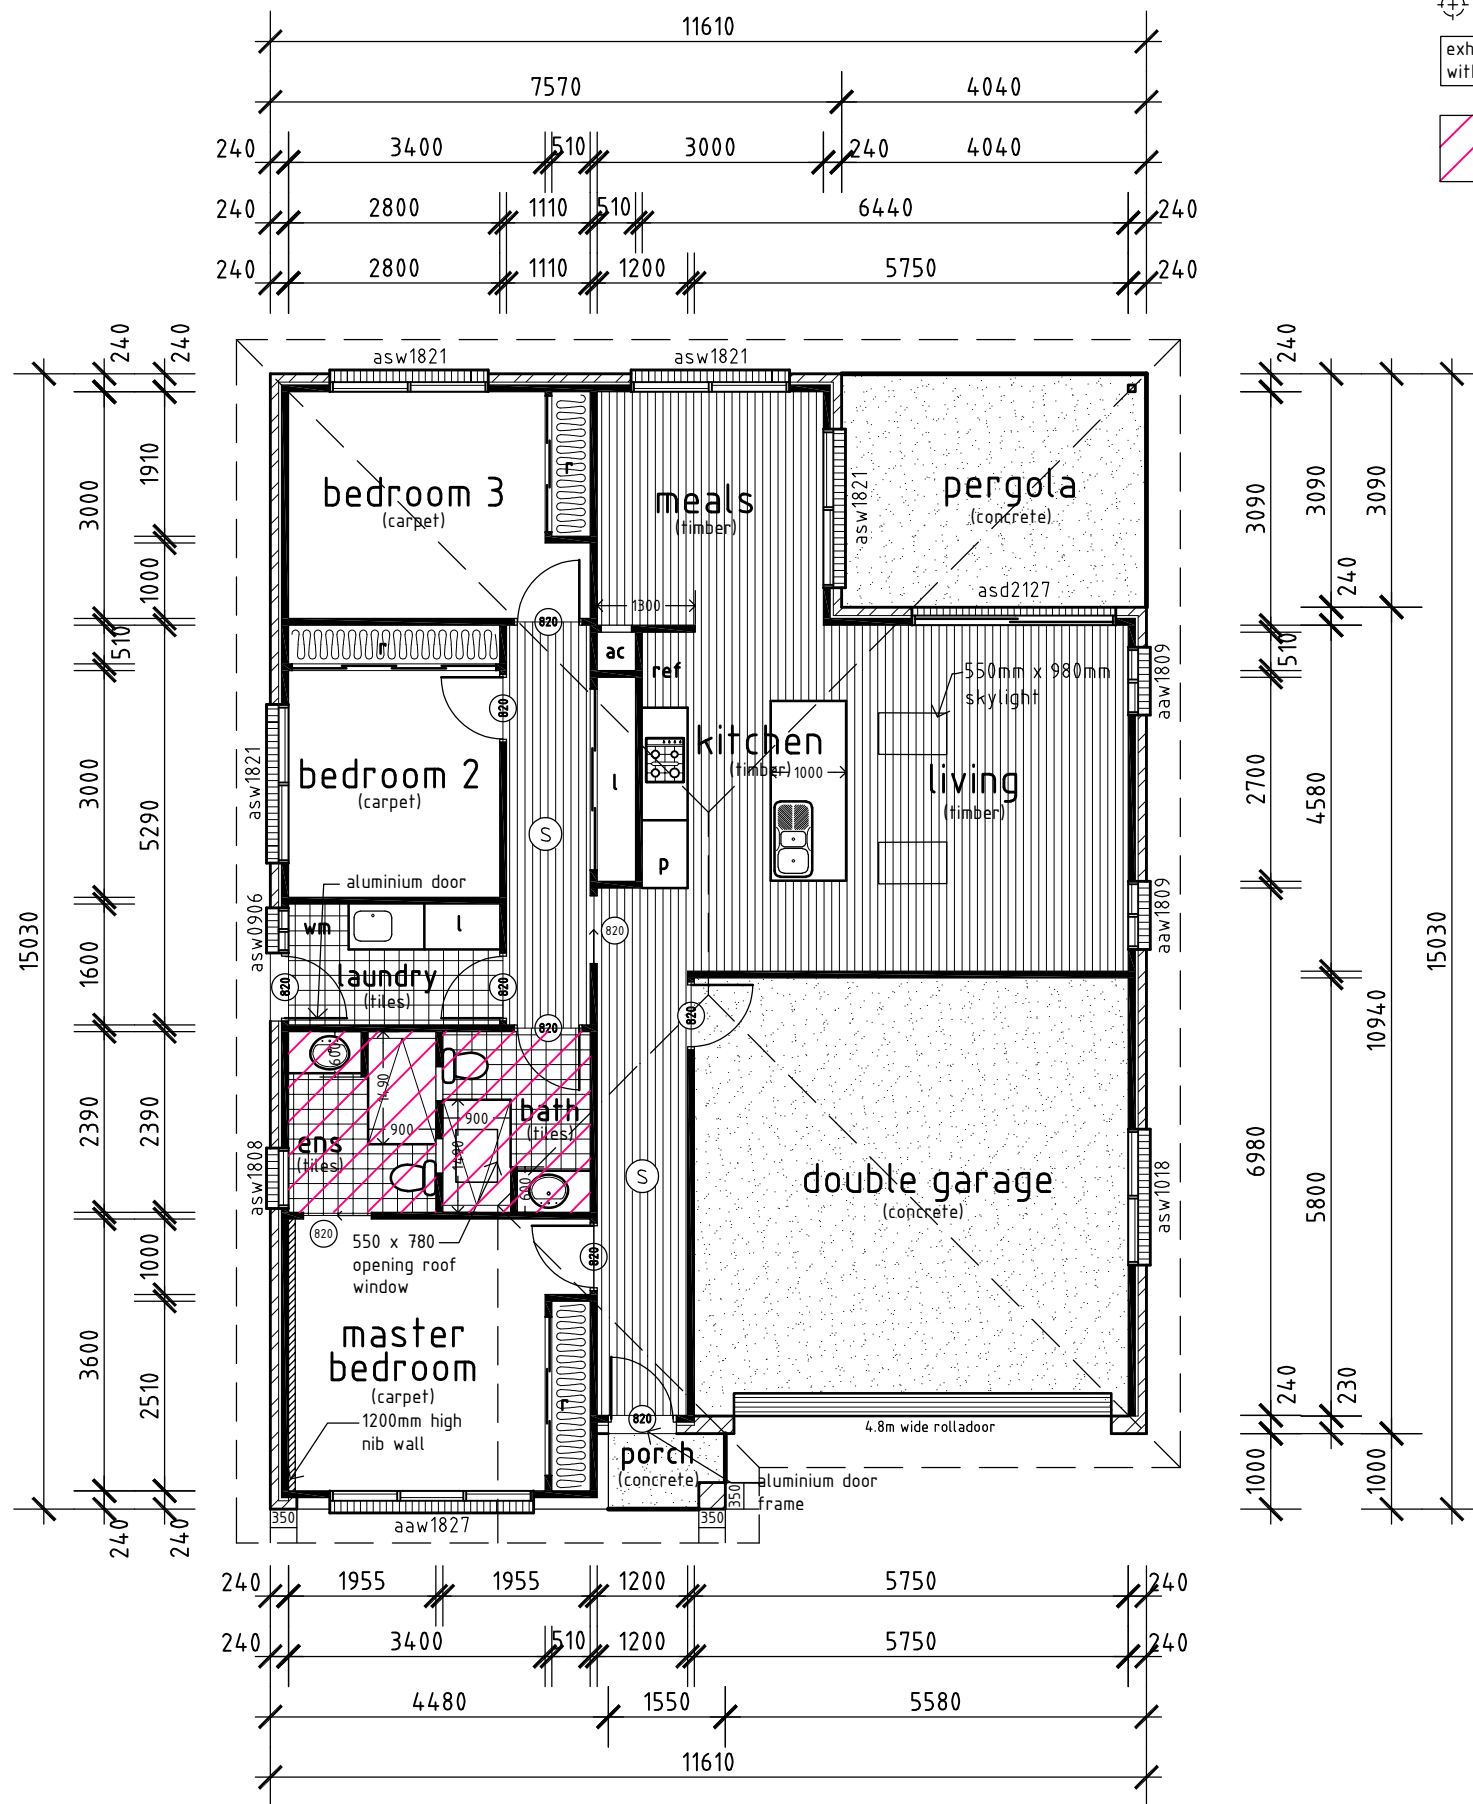 11610
7570 4040
240 3400 510 3000 240 4040
240 2800 1110 510 6440 240
240 2800 1110 1200 5750 240
exh
wit
15030
240
3000
510
3000
1600
2390
3600
240
240
1910
1000
5290
2390
1000
2510
240
asw1821
asw1821
bedroom 3
(carpet)
r
meals
(timber)
asw1821
pergola
(concrete)
asd2127
1300
820
r
ac
ref
550mm x 980mm
skylight
aaw1809
820
asw1821
bedroom 2
(carpet)
S
l
kitchen
(timber)
1000
living
(timber)
p
aluminium door
asw0906
wm
l
820
aaw1809
laundry
(tiles)
820
820
820
820
600
1490
900
ens
(tiles)
900
1490
bath
(tiles)
600
asw1808
S
double garage
(concrete)
asw1018
820
550 x 780
opening roof
window
820
master
bedroom
(carpet)
r
1200mm high
nib wall
820
4.8m wide rolladoor
porch
(concrete)
aluminium door
frame
350
350
350
aaw1827
240
3090
510
2700
6980
240
1000
3090
240
4580
5800
230
3090
10940
1000
15030
240 1955 1955 1200 5750 240
240 3400 510 1200 5750 240
4480 1550 5580
11610